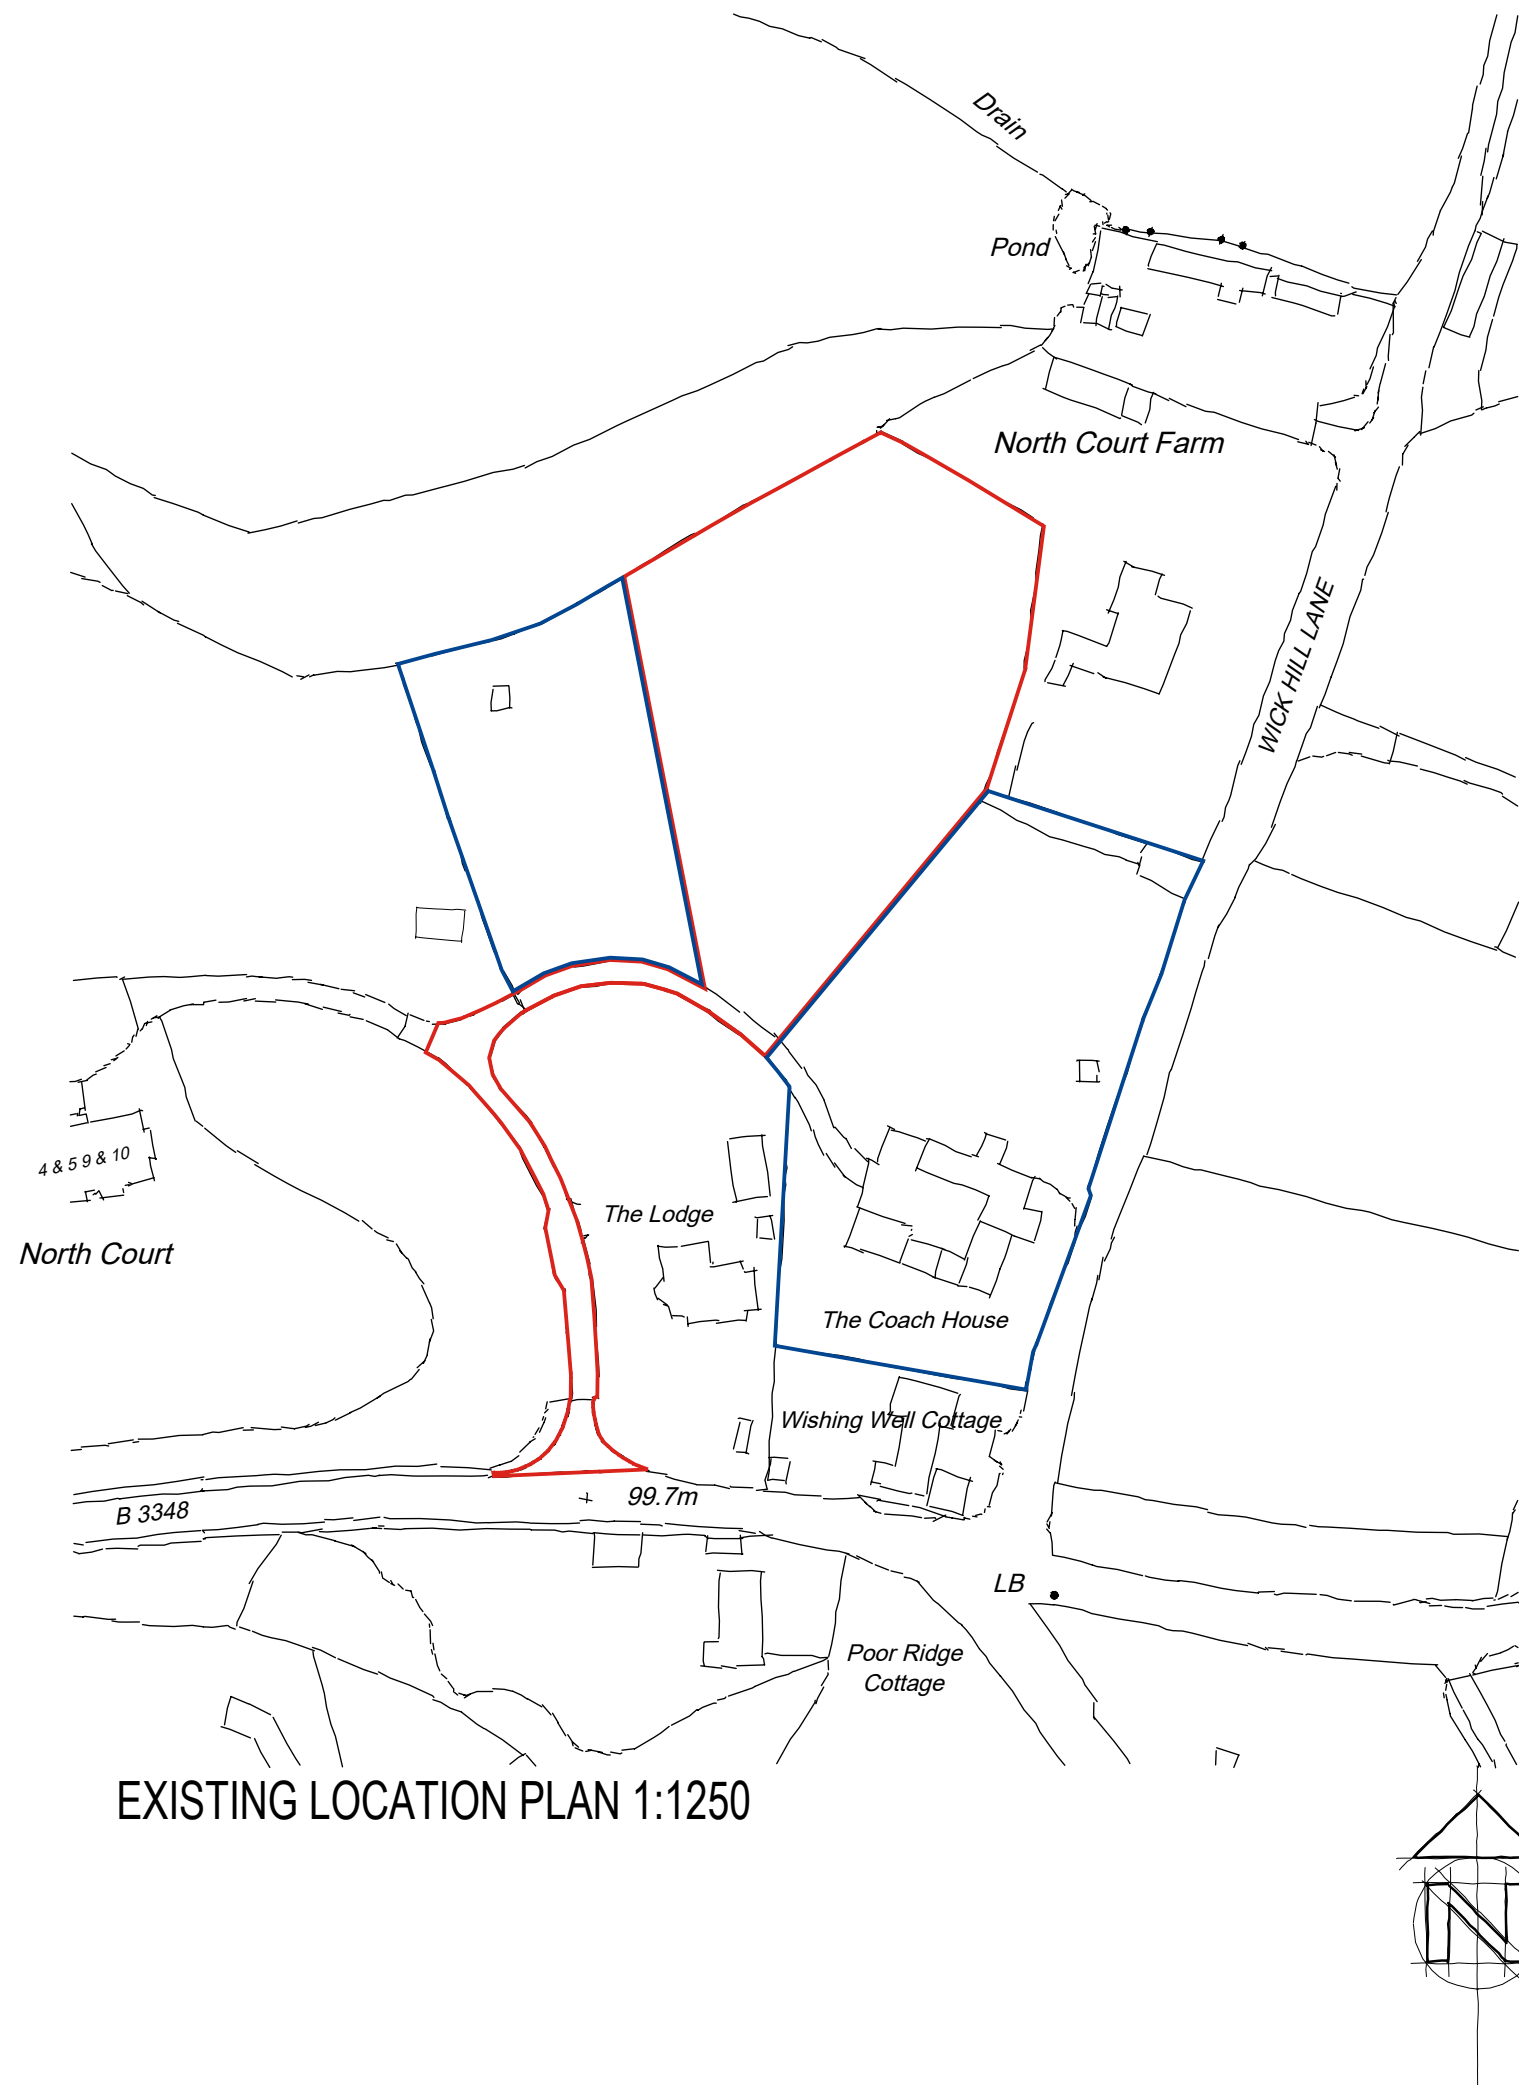 Drain
Pond
North Court Farm
WICK HILL LANE
4 & 5 9 & 10
The Lodge
North Court
The Coach House
Wishing Well Cottage
99.7m
B 3348
LB
Poor Ridge
Cottage
EXISTING LOCATION PLAN 1:1250
N